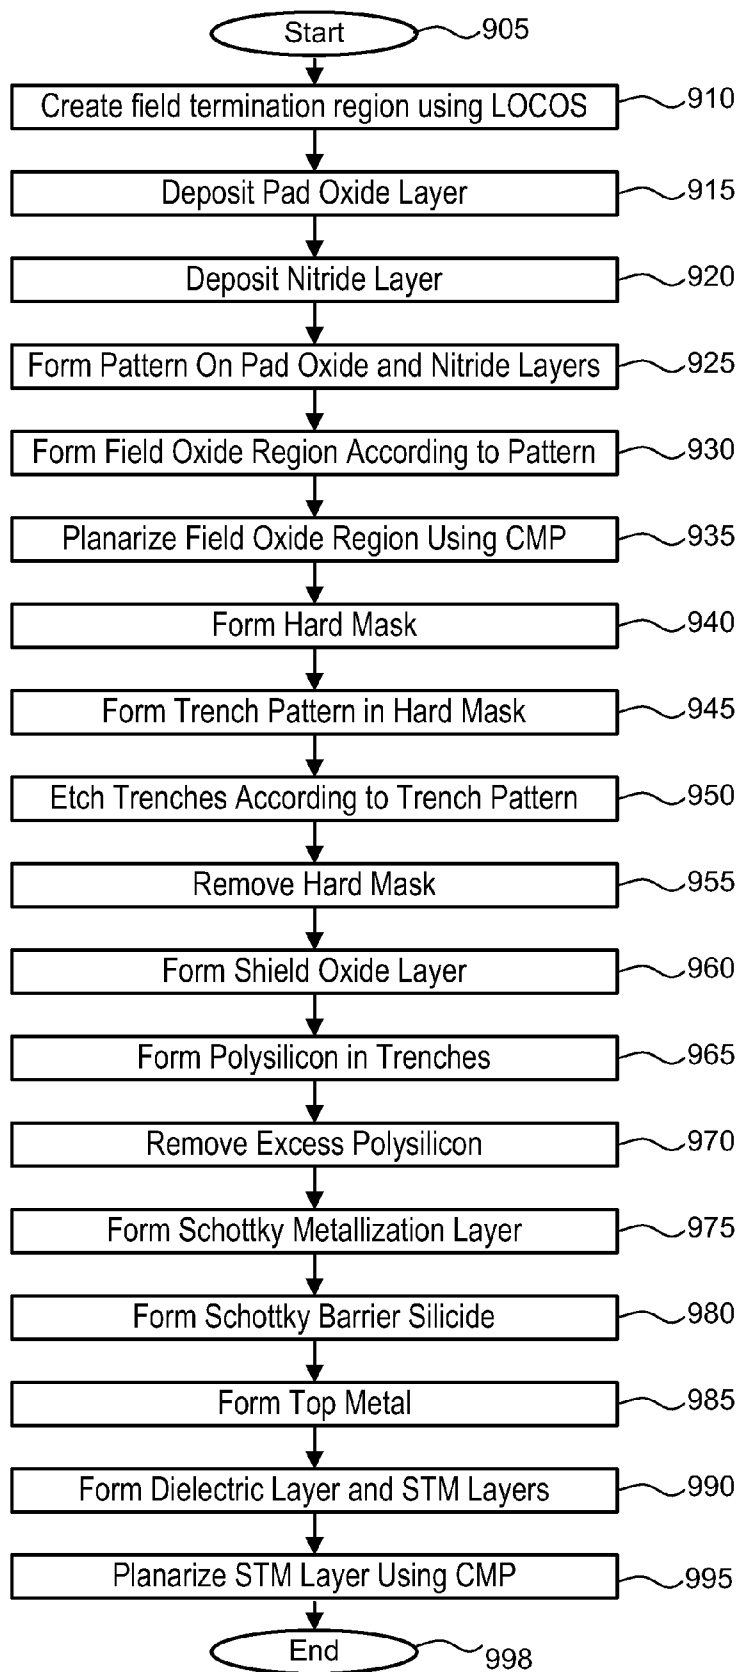 Start 905
Create field termination region using LOCOS 910
Deposit Pad Oxide Layer 915
Deposit Nitride Layer 920
Form Pattern On Pad Oxide and Nitride Layers 925
Form Field Oxide Region According to Pattern 930
Planarize Field Oxide Region Using CMP 935
Form Hard Mask 940
Form Trench Pattern in Hard Mask 945
Etch Trenches According to Trench Pattern 950
Remove Hard Mask 955
Form Shield Oxide Layer 960
Form Polysilicon in Trenches 965
Remove Excess Polysilicon 970
Form Schottky Metallization Layer 975
Form Schottky Barrier Silicide 980
Form Top Metal 985
Form Dielectric Layer and STM Layers 990
Planarize STM Layer Using CMP 995
End 998